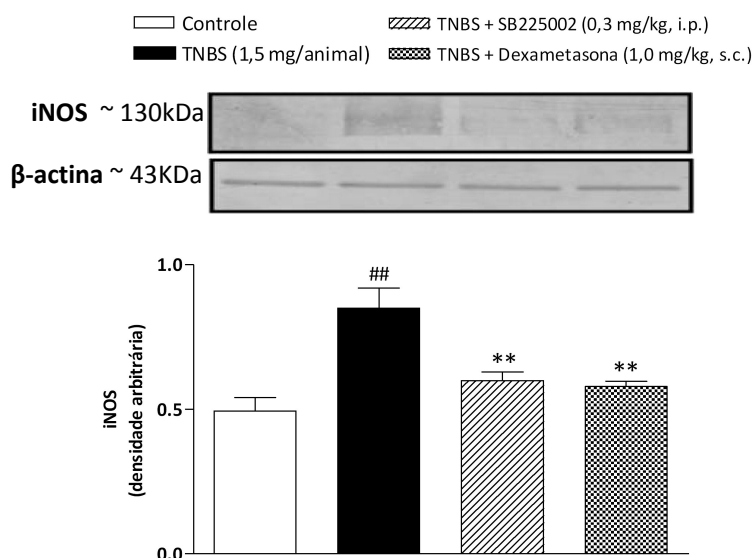 Controle
TNBS + SB225002 (0,3 mg/kg, i.p.)
TNBS (1,5 mg/animal)
TNBS + Dexametasona (1,0 mg/kg, s.c.)
iNOS ~ 130kDa
β-actina ~ 43KDa
1.0
0.5
0.0
iNOS
(densidade arbitrária)
##
**
**